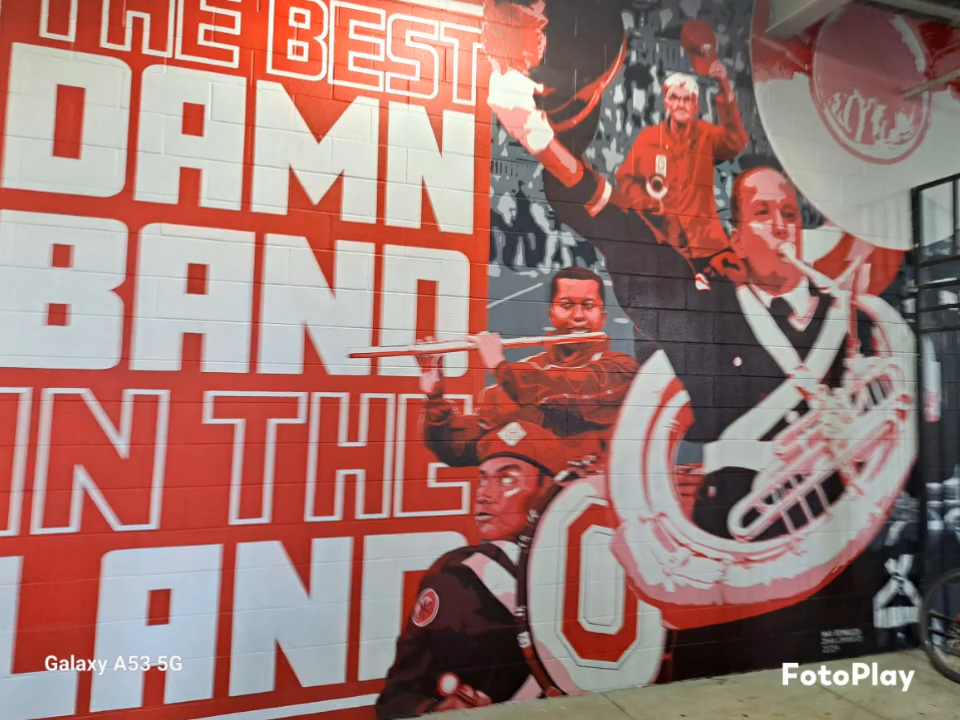 THE BEST
DAMN
BAND
IN THE
LAND
O
Galaxy A53 5G
FotoPlay